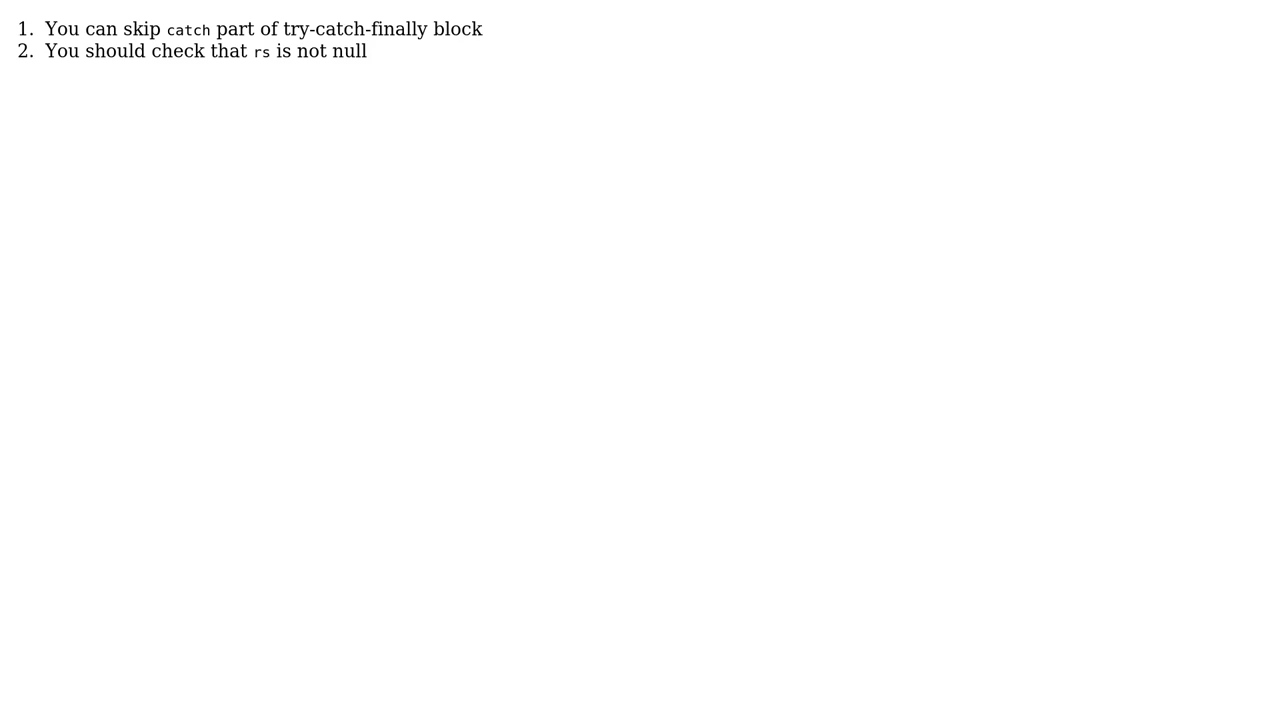 1. You can skip catch part of try-catch-finally block
2. You should check that rs is not null